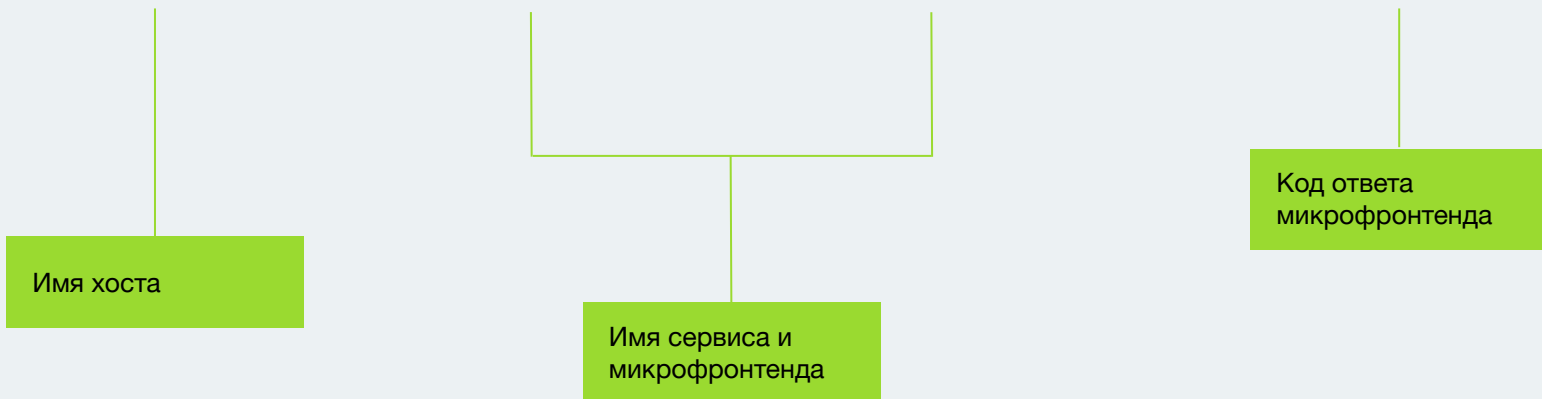 Имя хоста
Имя сервиса и
микрофронтенда
Код ответа
микрофронтенда